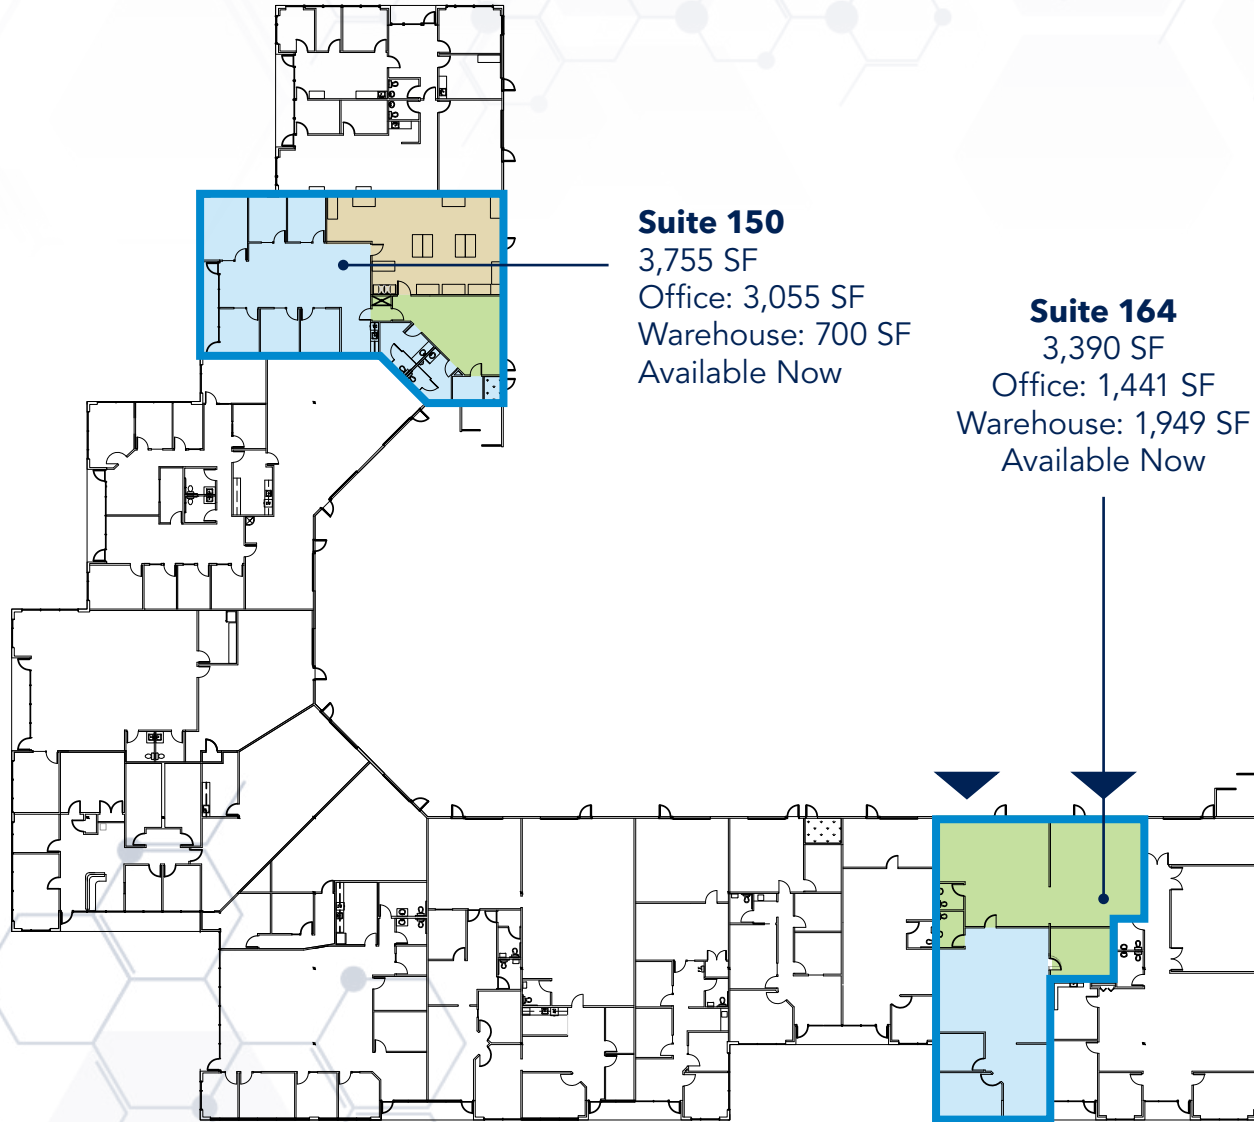 Suite 150
3,755 SF
Office: 3,055 SF
Warehouse: 700 SF
Available Now
Suite 164
3,390 SF
Office: 1,441 SF
Warehouse: 1,949 SF
Available Now